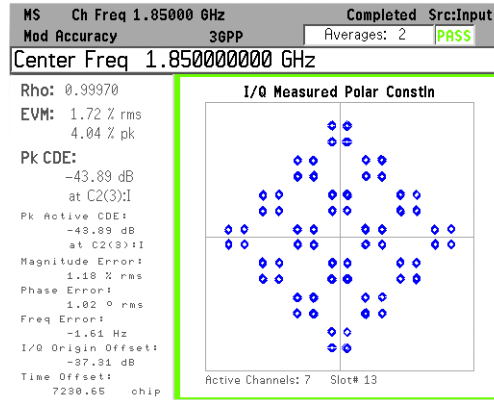 MS Ch Freq 1.85000 GHz Completed Src:Input
Mod Accuracy 3GPP Averages: 2 PASS
Center Freq 1.850000000 GHz
Rho: 0.99970
EVM: 1.72 % rms
4.04 % pk
Pk CDE:
-43.89 dB
at C2(3):I
Pk Active CDE:
-43.89 dB
at C2(3):I
Magnitude Error:
1.18 % rms
Phase Error:
1.02 ° rms
Freq Error:
-1.61 Hz
I/Q Origin Offset:
-37.31 dB
Time Offset:
7230.65 chip
I/Q Measured Polar Constln
Active Channels: 7 Slot# 13